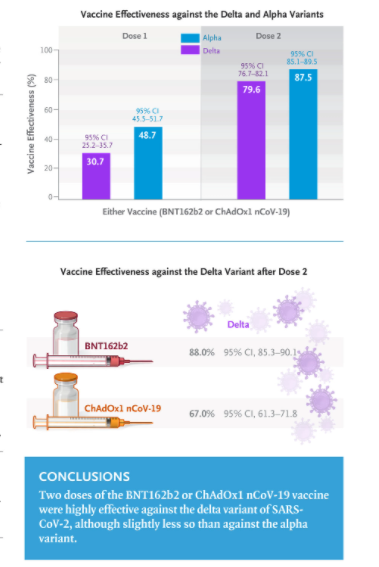 Vaccine Effectiveness against the Delta and Alpha Variants
Dose 1
Alpha
Delta
Dose 2
Vaccine Effectiveness (%)
100
80
60
40
20
0
95% CI
25.2–35.7
30.7
95% CI
45.5–51.7
48.7
95% CI
76.7–82.1
79.6
95% CI
85.1–89.5
87.5
Either Vaccine (BNT162b2 or ChAdOx1 nCoV-19)
Vaccine Effectiveness against the Delta Variant after Dose 2
Delta
BNT162b2
88.0% 95% CI, 85.3–90.1
ChAdOx1 nCoV-19
67.0% 95% CI, 61.3–71.8
CONCLUSIONS
Two doses of the BNT162b2 or ChAdOx1 nCoV-19 vaccine
were highly effective against the delta variant of SARS-
CoV-2, although slightly less so than against the alpha
variant.